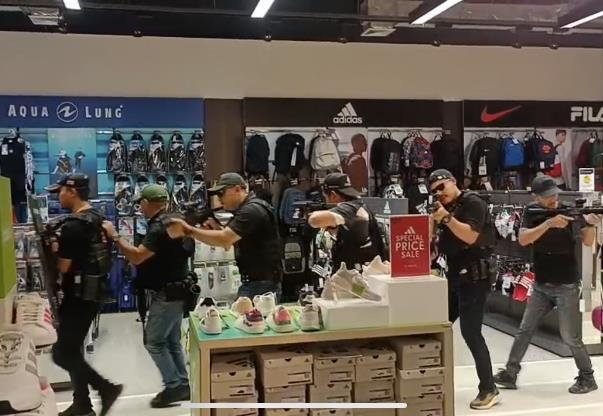 AQUA LUNG
adidas
FILA
SPECIAL
PRICE
SALE